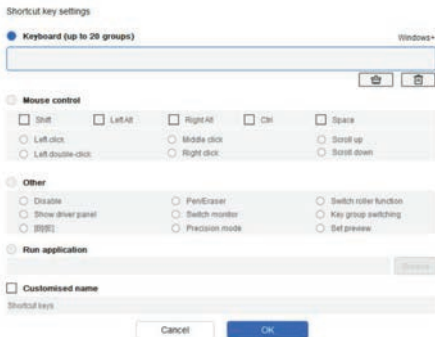 Shortcut key settings
Keyboard (up to 20 groups) Windows+
Mouse control
Shift Left Alt Right Alt Ctrl Space
Left click Middle click Scroll up
Left double-click Right click Scroll down
Other
Disable Pen/Eraser Switch roller function
Show driver panel Switch monitor Key group switching
[B]/[E] Precision mode Set preview
Run application
Browse
Customised name
Shortcut keys
Cancel OK